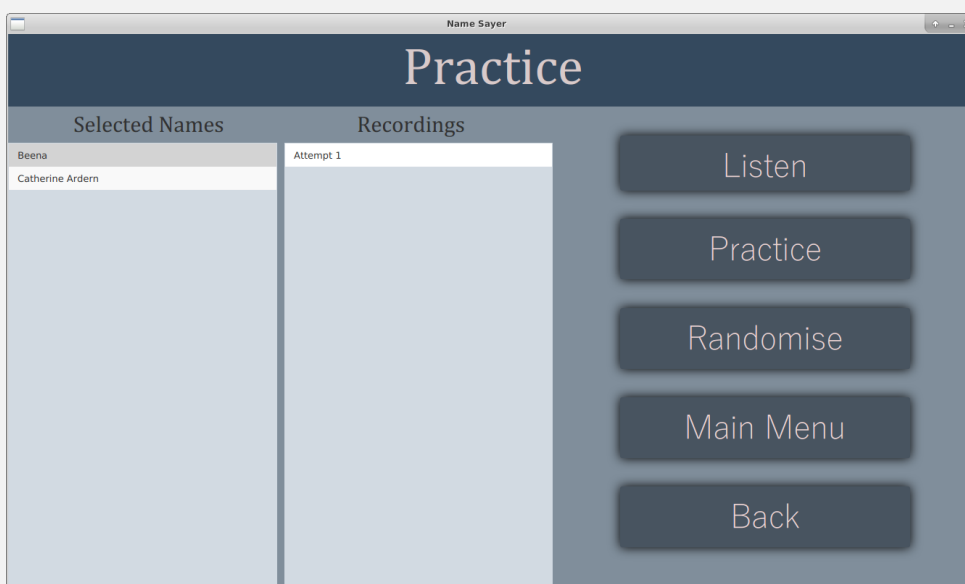 Name Sayer
Practice
Selected Names
Recordings
Beena
Catherine Ardern
Attempt 1
Listen
Practice
Randomise
Main Menu
Back